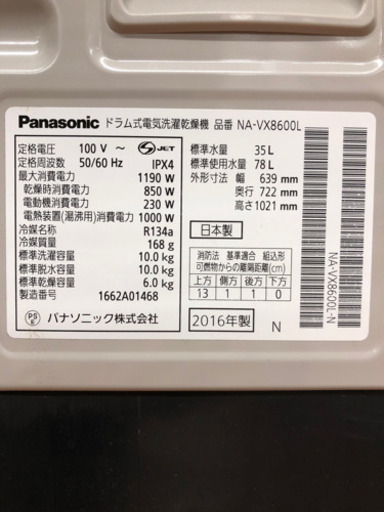 Panasonic ドラム式電気洗濯乾燥機 品番 NA-VX8600L
定格電圧 100 V ～ S-JET
定格周波数 50/60 Hz IPX4
最大消費電力 1190 W
乾燥時消費電力 850 W
電動機消費電力 230 W
電熱装置(湯沸用)消費電力 1000 W
冷媒名称 R134a
冷媒質量 168 g
標準洗濯容量 10.0 kg
標準脱水容量 10.0 kg
標準乾燥容量 6.0 kg
製造番号 1662A01468
PS E パナソニック株式会社
標準水量 35 L
標準使用水量 78 L
外形寸法 幅 639 mm
奥行 722 mm
高さ 1021 mm
日本製
消防法 基準適合 組込形
可燃物からの離隔距離(cm)
上方 側方 後方 下方
13 1 1 0
2016年製 N
NA-VX8600L-N